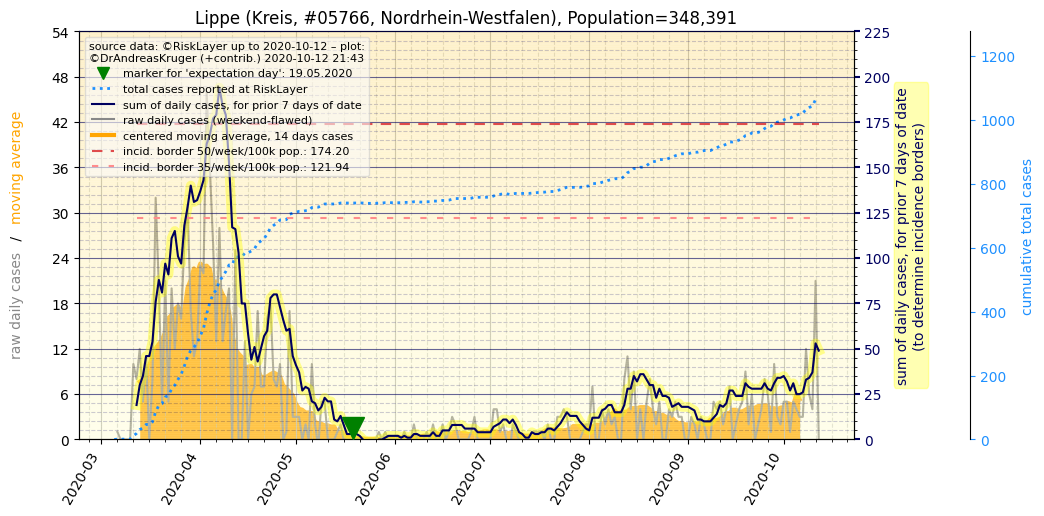 Lippe (Kreis, #05766, Nordrhein-Westfalen), Population=348,391
source data: ©RiskLayer up to 2020-10-12 – plot:
©DrAndreasKruger (+contrib.) 2020-10-12 21:43
marker for 'expectation day': 19.05.2020
total cases reported at RiskLayer
sum of daily cases, for prior 7 days of date
raw daily cases (weekend-flawed)
centered moving average, 14 days cases
incid. border 50/week/100k pop.: 174.20
incid. border 35/week/100k pop.: 121.94
raw daily cases / moving average
54
48
42
36
30
24
18
12
6
0
225
200
175
150
125
100
75
50
25
0
sum of daily cases, for prior 7 days of date
(to determine incidence borders)
1200
1000
800
600
400
200
0
cumulative total cases
2020-03
2020-04
2020-05
2020-06
2020-07
2020-08
2020-09
2020-10